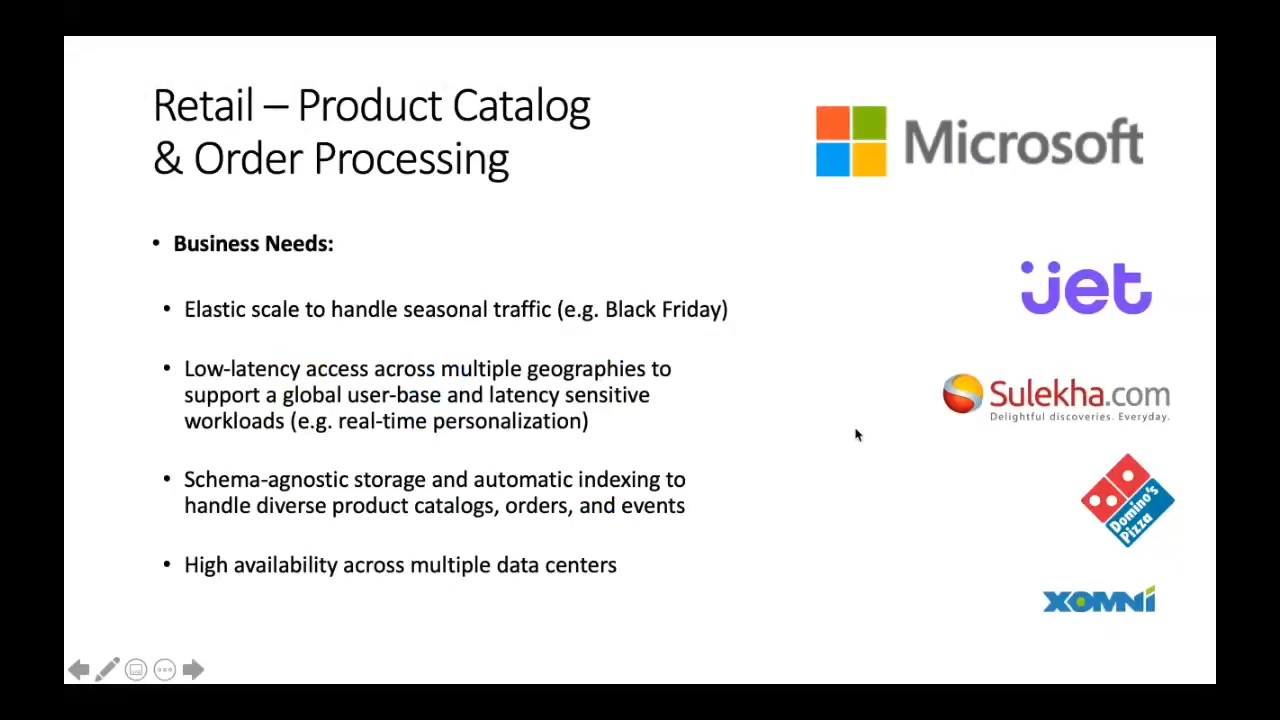 Retail – Product Catalog
& Order Processing
Microsoft
• Business Needs:
• Elastic scale to handle seasonal traffic (e.g. Black Friday)
• Low-latency access across multiple geographies to
support a global user-base and latency sensitive
workloads (e.g. real-time personalization)
• Schema-agnostic storage and automatic indexing to
handle diverse product catalogs, orders, and events
• High availability across multiple data centers
jet
Sulekha.com
Delightful discoveries. Everyday.
Domino's
Pizza
XOMNi